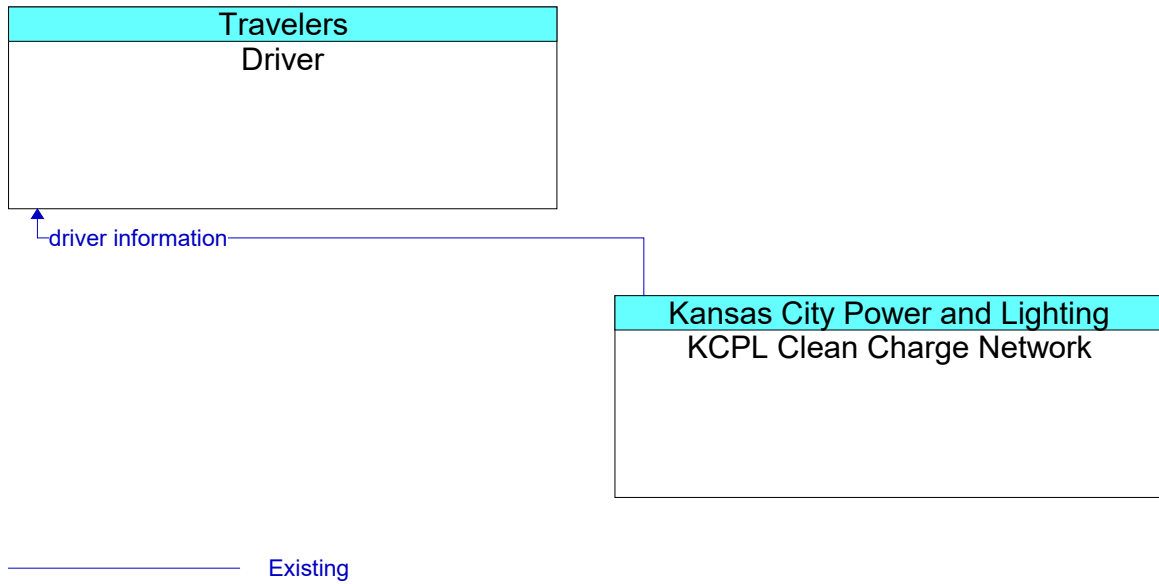 Travelers
Driver
driver information
Kansas City Power and Lighting
KCPL Clean Charge Network
Existing